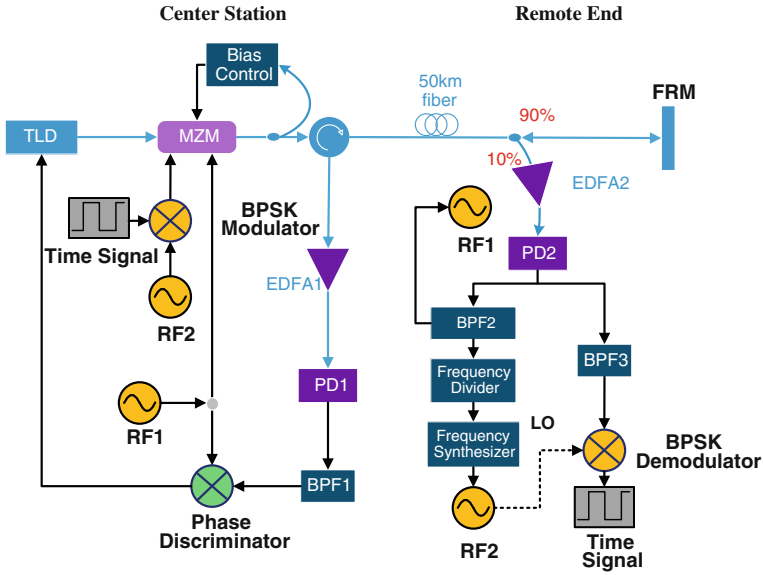 Center Station
Remote End
Bias
Control
50km
fiber
FRM
TLD
MZM
90%
10%
EDFA2
BPSK
Modulator
RF1
Time Signal
PD2
EDFA1
RF2
BPF2
BPF3
Frequency
Divider
PD1
RF1
LO
Frequency
Synthesizer
BPSK
Demodulator
BPF1
Phase
Discriminator
RF2
Time
Signal